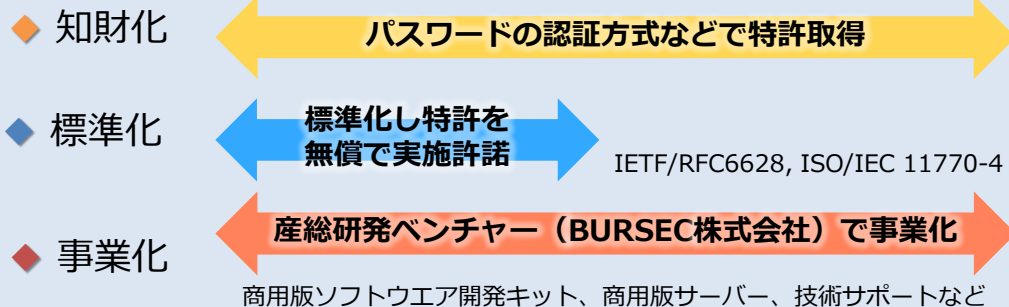 知財化
パスワードの認証方式などで特許取得
標準化
標準化し特許を
無償で実施許諾
IETF/RFC6628, ISO/IEC 11770-4
産総研発ベンチャー（BURSEC株式会社）で事業化
事業化
商用版ソフトウエア開発キット、商用版サーバー、技術サポートなど